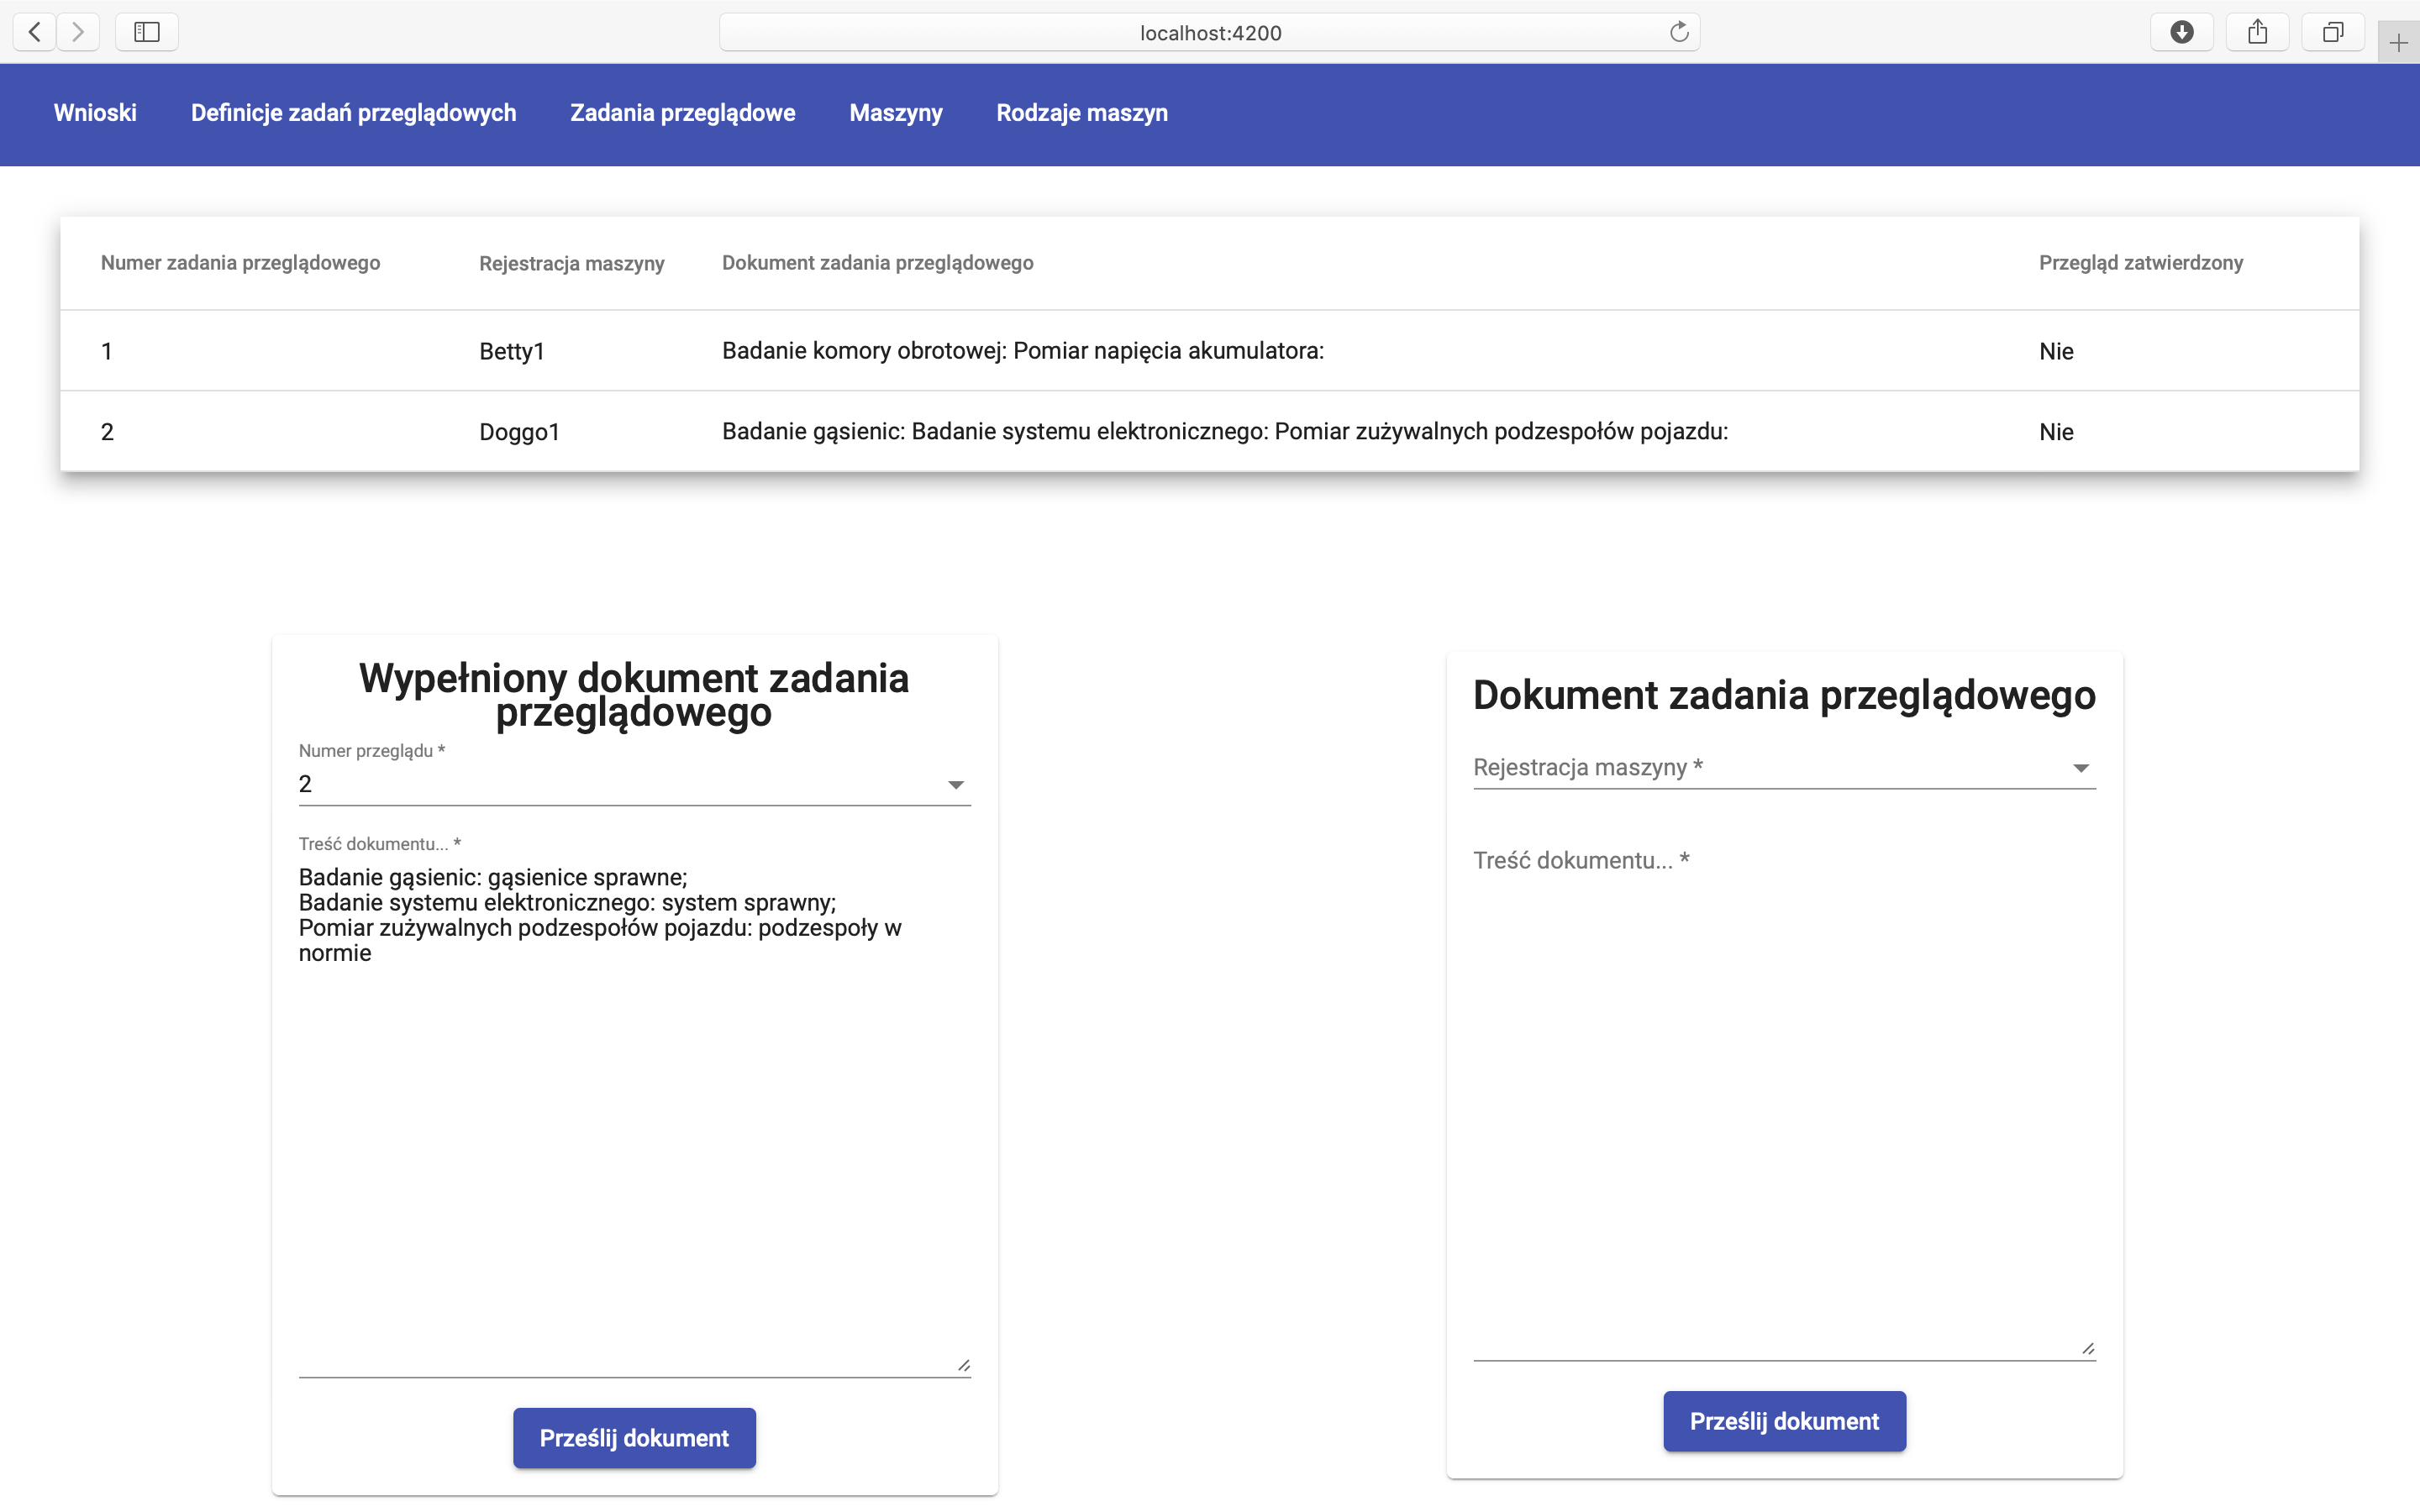 localhost:4200
Wnioski Definicje zadań przeglądowych Zadania przeglądowe Maszyny Rodzaje maszyn
Numer zadania przeglądowego Rejestracja maszyny Dokument zadania przeglądowego Przegląd zatwierdzony
1 Betty1 Badanie komory obrotowej: Pomiar napięcia akumulatora: Nie
2 Doggo1 Badanie gąsienic: Badanie systemu elektronicznego: Pomiar zużywalnych podzespołów pojazdu: Nie
Wypełniony dokument zadania
przeglądowego
Numer przeglądu *
2
Treść dokumentu... *
Badanie gąsienic: gąsienice sprawne;
Badanie systemu elektronicznego: system sprawny;
Pomiar zużywalnych podzespołów pojazdu: podzespoły w
normie
Prześlij dokument
Dokument zadania przeglądowego
Rejestracja maszyny *
Treść dokumentu... *
Prześlij dokument